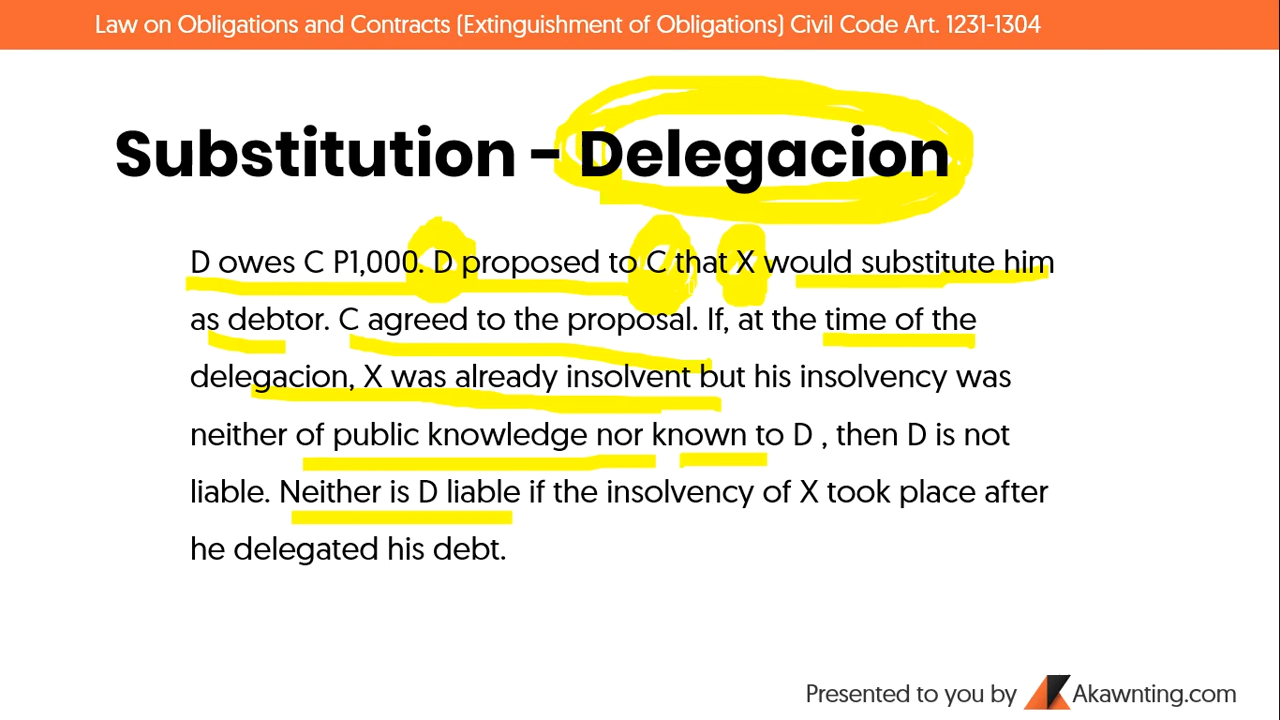 Law on Obligations and Contracts (Extinguishment of Obligations) Civil Code Art. 1231-1304
Substitution - Delegacion
D owes C P1,000. D proposed to C that X would substitute him
as debtor. C agreed to the proposal. If, at the time of the
delegacion, X was already insolvent but his insolvency was
neither of public knowledge nor known to D , then D is not
liable. Neither is D liable if the insolvency of X took place after
he delegated his debt.
Presented to you by Akawnting.com